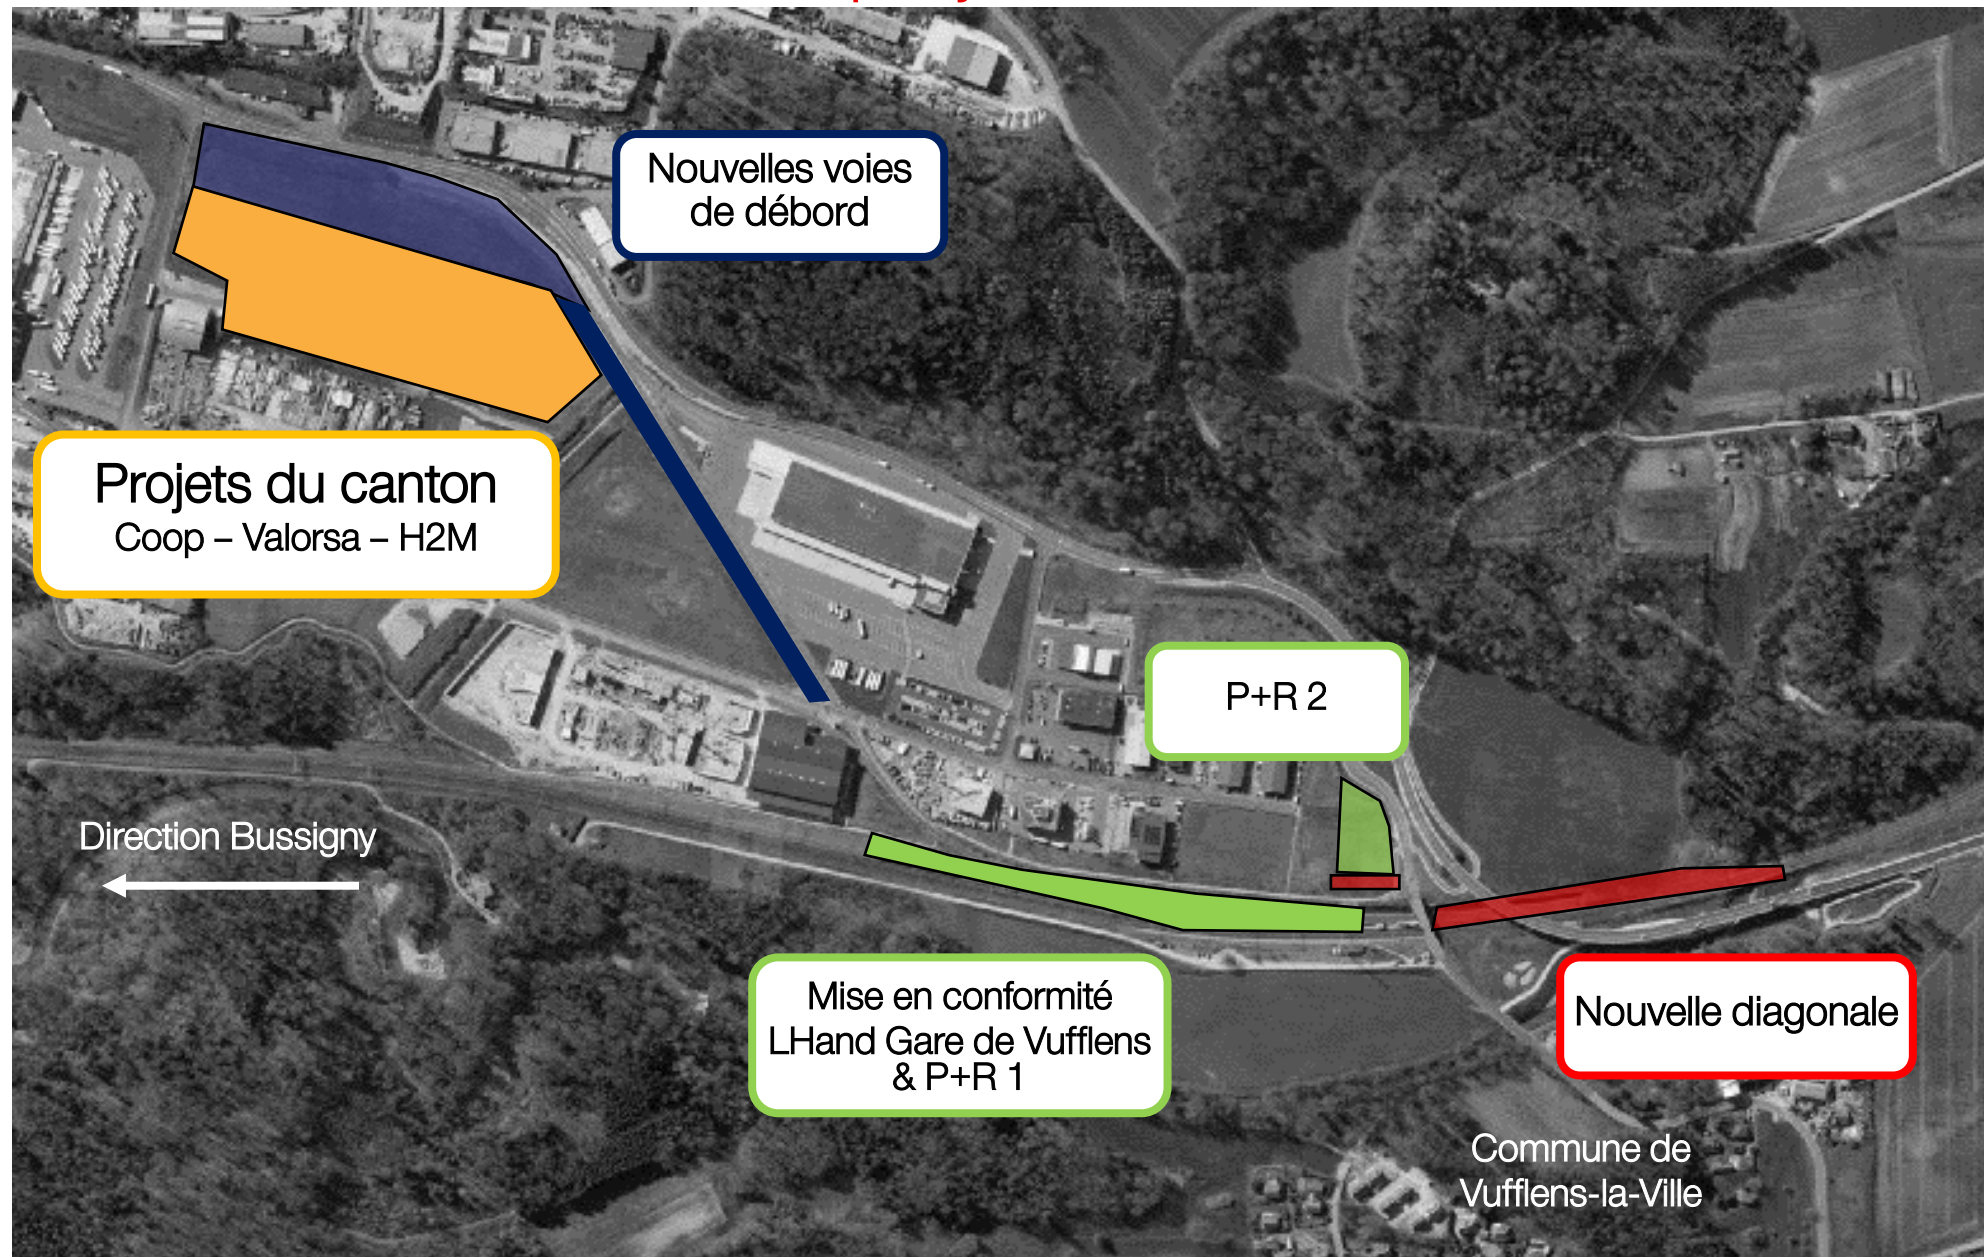 Nouvelles voies
de débord
Projets du canton
Coop – Valorsa – H2M
P+R 2
Direction Bussigny
Mise en conformité
LHand Gare de Vufflens
& P+R 1
Nouvelle diagonale
Commune de
Vufflens-la-Ville